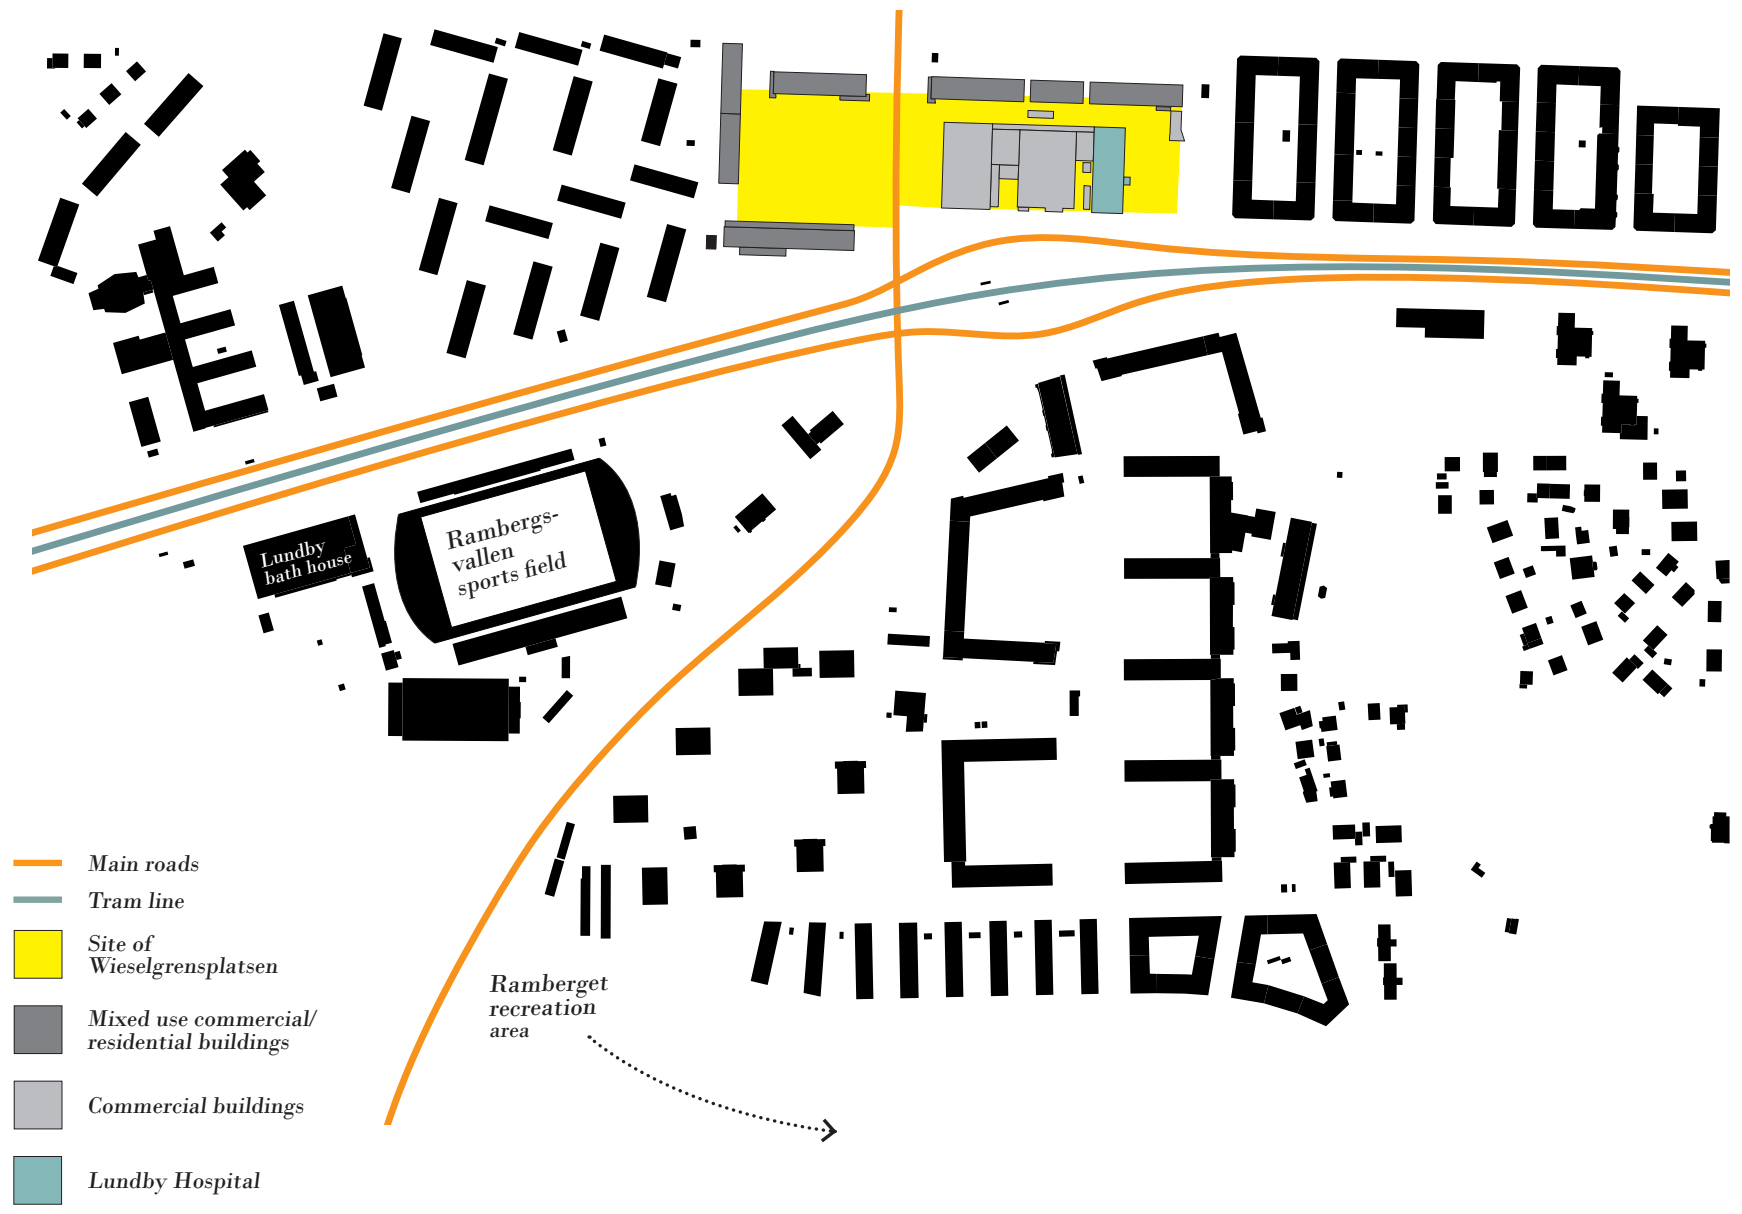 Lundby
bath house
Rambergs-
vallen
sports field
Main roads
Tram line
Site of
Wieselgrensplatsen
Mixed use commercial/
residential buildings
Commercial buildings
Lundby Hospital
Ramberget
recreation
area